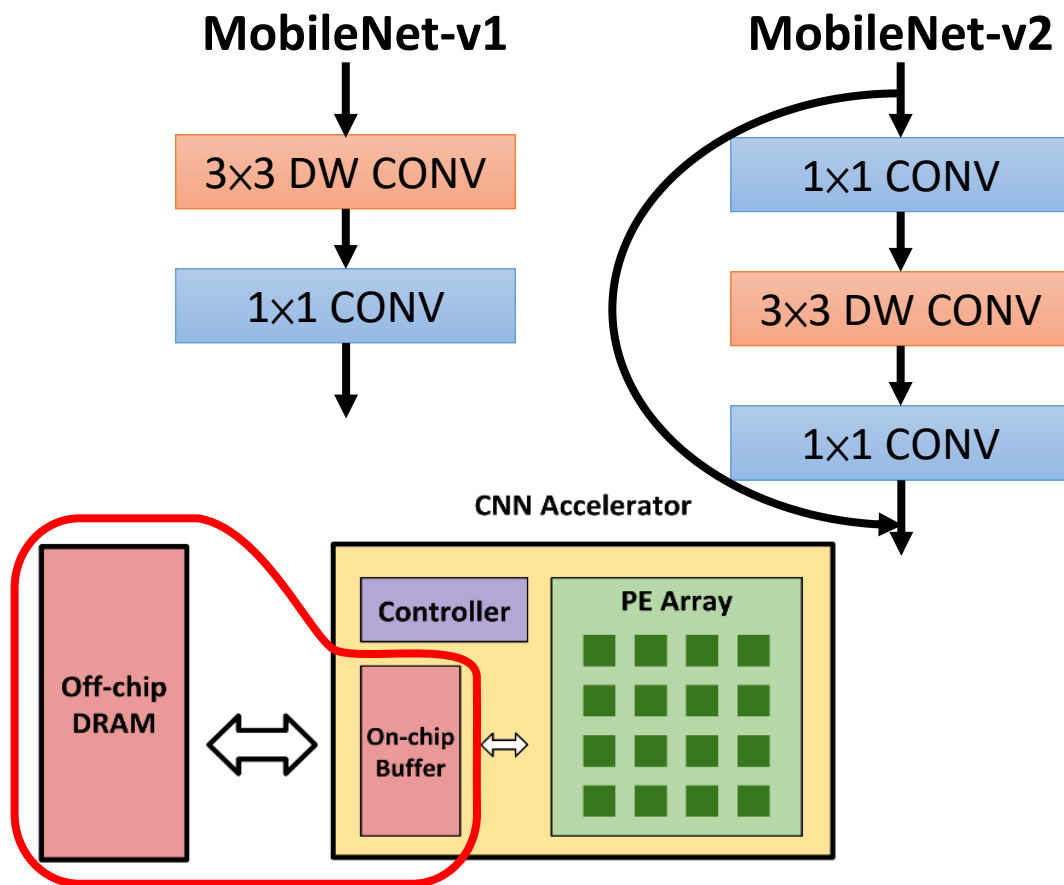 MobileNet-v1
3×3 DW CONV
1×1 CONV
MobileNet-v2
1×1 CONV
3×3 DW CONV
1×1 CONV
CNN Accelerator
Off-chip
DRAM
Controller
On-chip
Buffer
PE Array